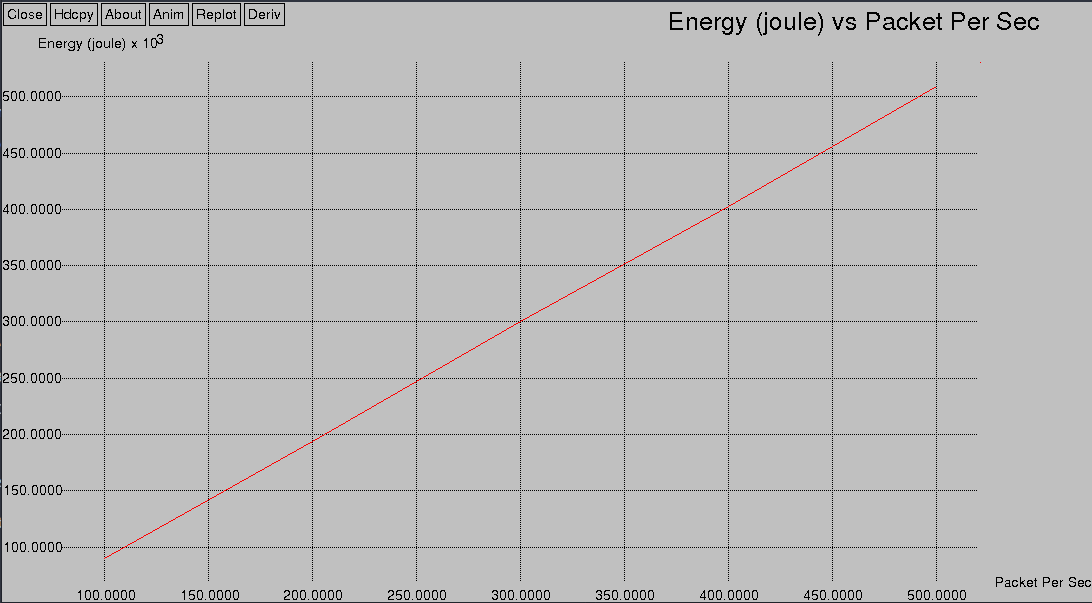 Close Hdcpy About Anim Replot Deriv
Energy (joule) vs Packet Per Sec
Energy (joule) x 10³
500.0000
450.0000
400.0000
350.0000
300.0000
250.0000
200.0000
150.0000
100.0000
Packet Per Sec
100.0000 150.0000 200.0000 250.0000 300.0000 350.0000 400.0000 450.0000 500.0000